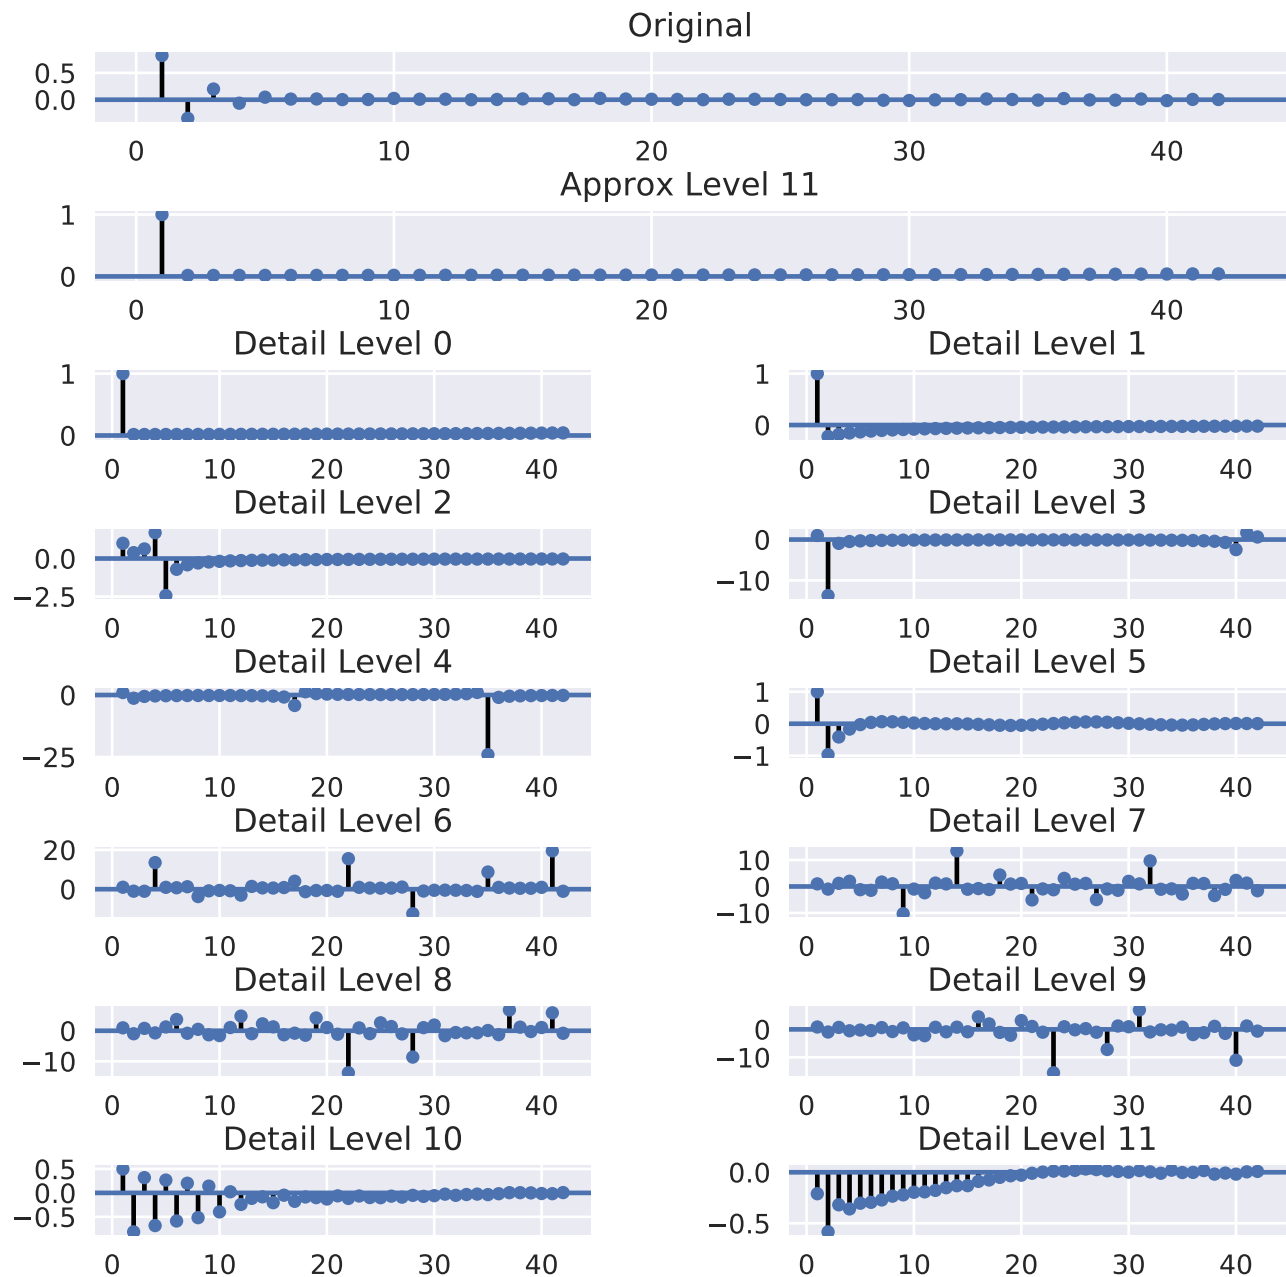 Original
0.5
0.0
0 10 20 30 40
Approx Level 11
1
0
0 10 20 30 40
Detail Level 0
1
0
0 10 20 30 40
Detail Level 1
1
0
0 10 20 30 40
Detail Level 2
0.0
−2.5
0 10 20 30 40
Detail Level 3
0
−10
0 10 20 30 40
Detail Level 4
0
−25
0 10 20 30 40
Detail Level 5
1
0
−1
0 10 20 30 40
Detail Level 6
20
0
0 10 20 30 40
Detail Level 7
10
0
−10
0 10 20 30 40
Detail Level 8
0
−10
0 10 20 30 40
Detail Level 9
0
−10
0 10 20 30 40
Detail Level 10
0.5
0.0
−0.5
0 10 20 30 40
Detail Level 11
0.0
−0.5
0 10 20 30 40